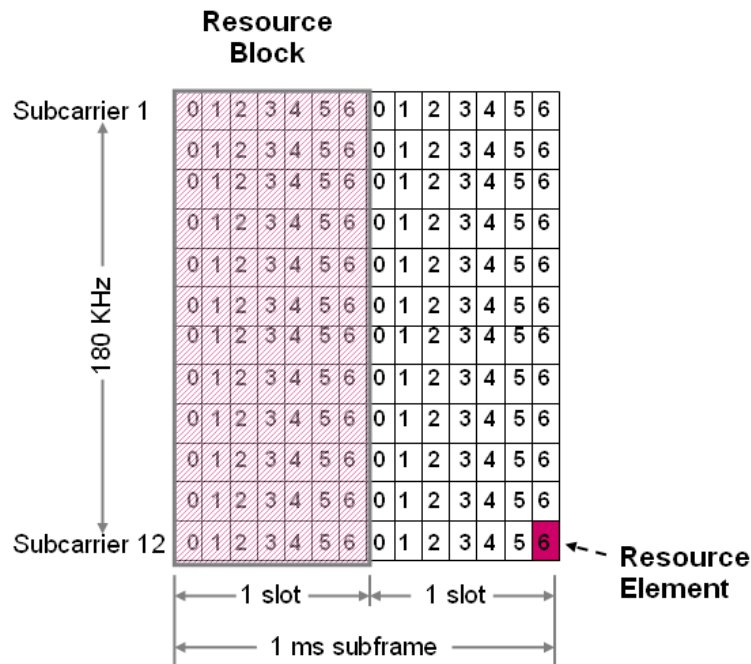 Resource
Block
Subcarrier 1 0 1 2 3 4 5 6 0 1 2 3 4 5 6
0 1 2 3 4 5 6 0 1 2 3 4 5 6
0 1 2 3 4 5 6 0 1 2 3 4 5 6
0 1 2 3 4 5 6 0 1 2 3 4 5 6
0 1 2 3 4 5 6 0 1 2 3 4 5 6
0 1 2 3 4 5 6 0 1 2 3 4 5 6
0 1 2 3 4 5 6 0 1 2 3 4 5 6
0 1 2 3 4 5 6 0 1 2 3 4 5 6
0 1 2 3 4 5 6 0 1 2 3 4 5 6
0 1 2 3 4 5 6 0 1 2 3 4 5 6
0 1 2 3 4 5 6 0 1 2 3 4 5 6
Subcarrier 12 0 1 2 3 4 5 6 0 1 2 3 4 5 6
180 KHz
Resource
Element
1 slot 1 slot
1 ms subframe